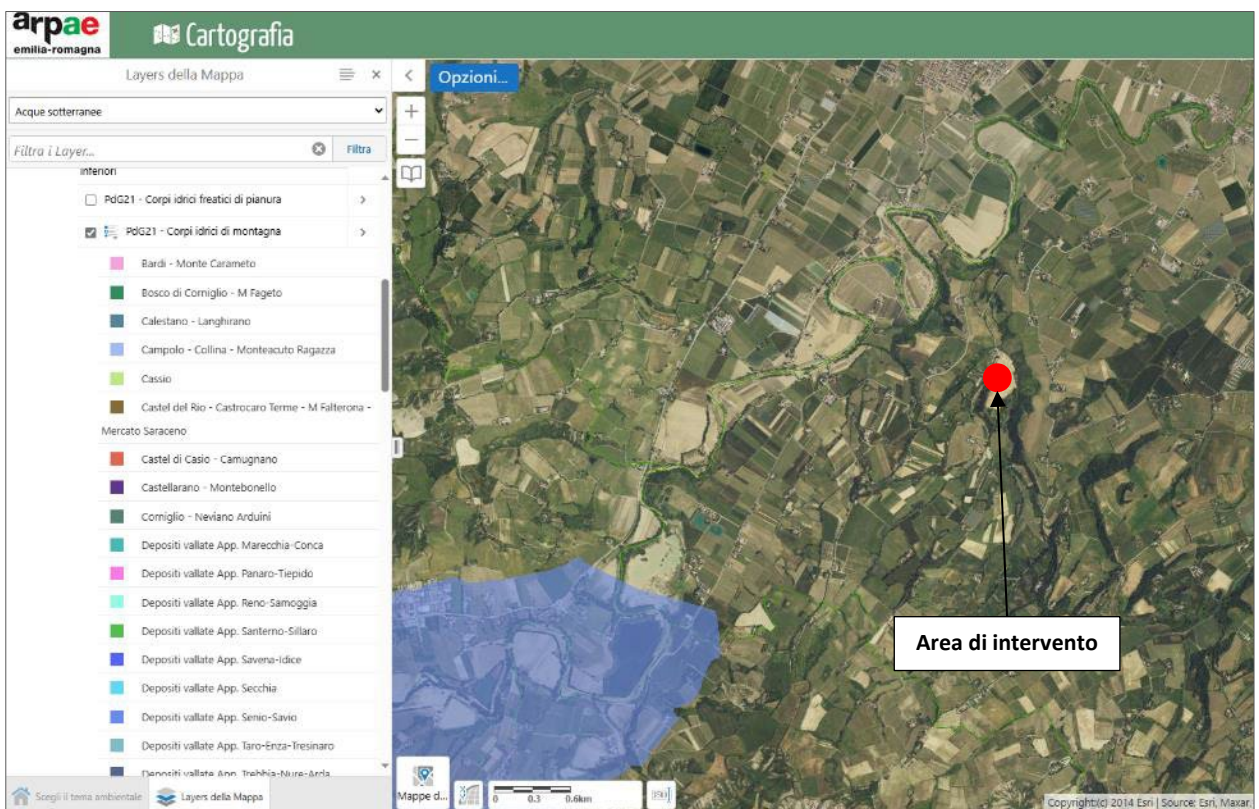 arpae
emilia-romagna
Cartografia
Layers della Mappa
Opzioni...
Acque sotterranee
Filtra i Layer...
Filtra
inferiori
PdG21 - Corpi idrici freatici di pianura
PdG21 - Corpi idrici di montagna
Bardi - Monte Carameto
Bosco di Corniglio - M Fageto
Calestano - Langhirano
Campolo - Collina - Monteacuto Ragazza
Cassio
Castel del Rio - Castrocaro Terme - M Falterona -
Mercato Saraceno
Castel di Casio - Camugnano
Castellarano - Montebonello
Corniglio - Neviano Arduini
Depositi vallate App. Marecchia-Conca
Depositi vallate App. Panaro-Tiepido
Depositi vallate App. Reno-Samoggia
Depositi vallate App. Santerno-Sillaro
Depositi vallate App. Savena-Idice
Depositi vallate App. Secchia
Depositi vallate App. Senio-Savio
Depositi vallate App. Taro-Enza-Tresinaro
Depositi vallate App. Trebbia-Nure-Arda
Area di intervento
Scegli il tema ambientale
Layers della Mappa
Mappe d...
0 0.3 0.6km
Copyright:(c) 2014 Esri | Source: Esri, Maxar,